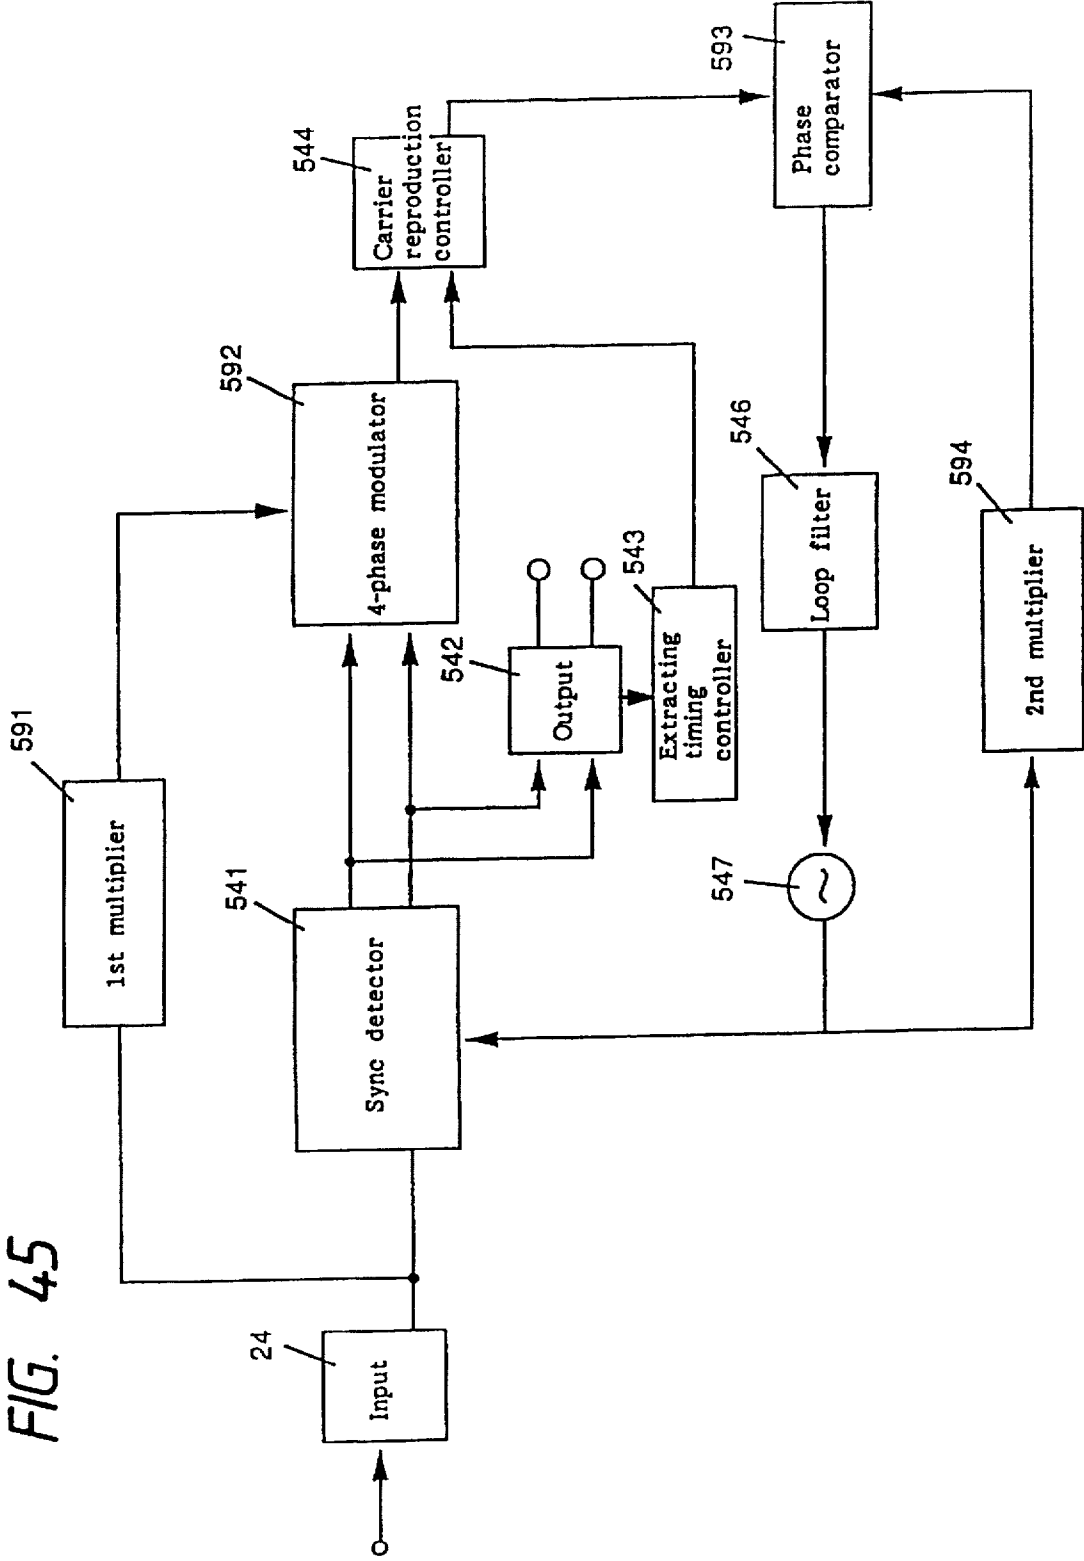 FIG. 45
591
1st multiplier
24
Input
541
Sync detector
592
4-phase modulator
544
Carrier
reproduction
controller
542
Output
543
Extracting
timing
controller
593
Phase
comparator
546
Loop filter
547
~
594
2nd multiplier